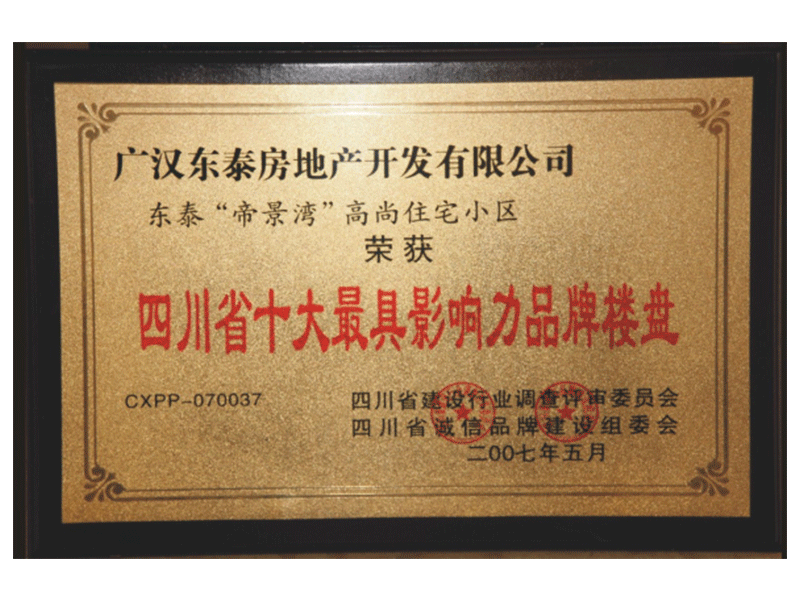 广汉东泰房地产开发有限公司
东泰“帝景湾”高尚住宅小区
荣获
四川省十大最具影响力品牌楼盘
CXPP-070037
四川省建设行业调查评审委员会
四川省诚信品牌建设组委会
二00七年五月